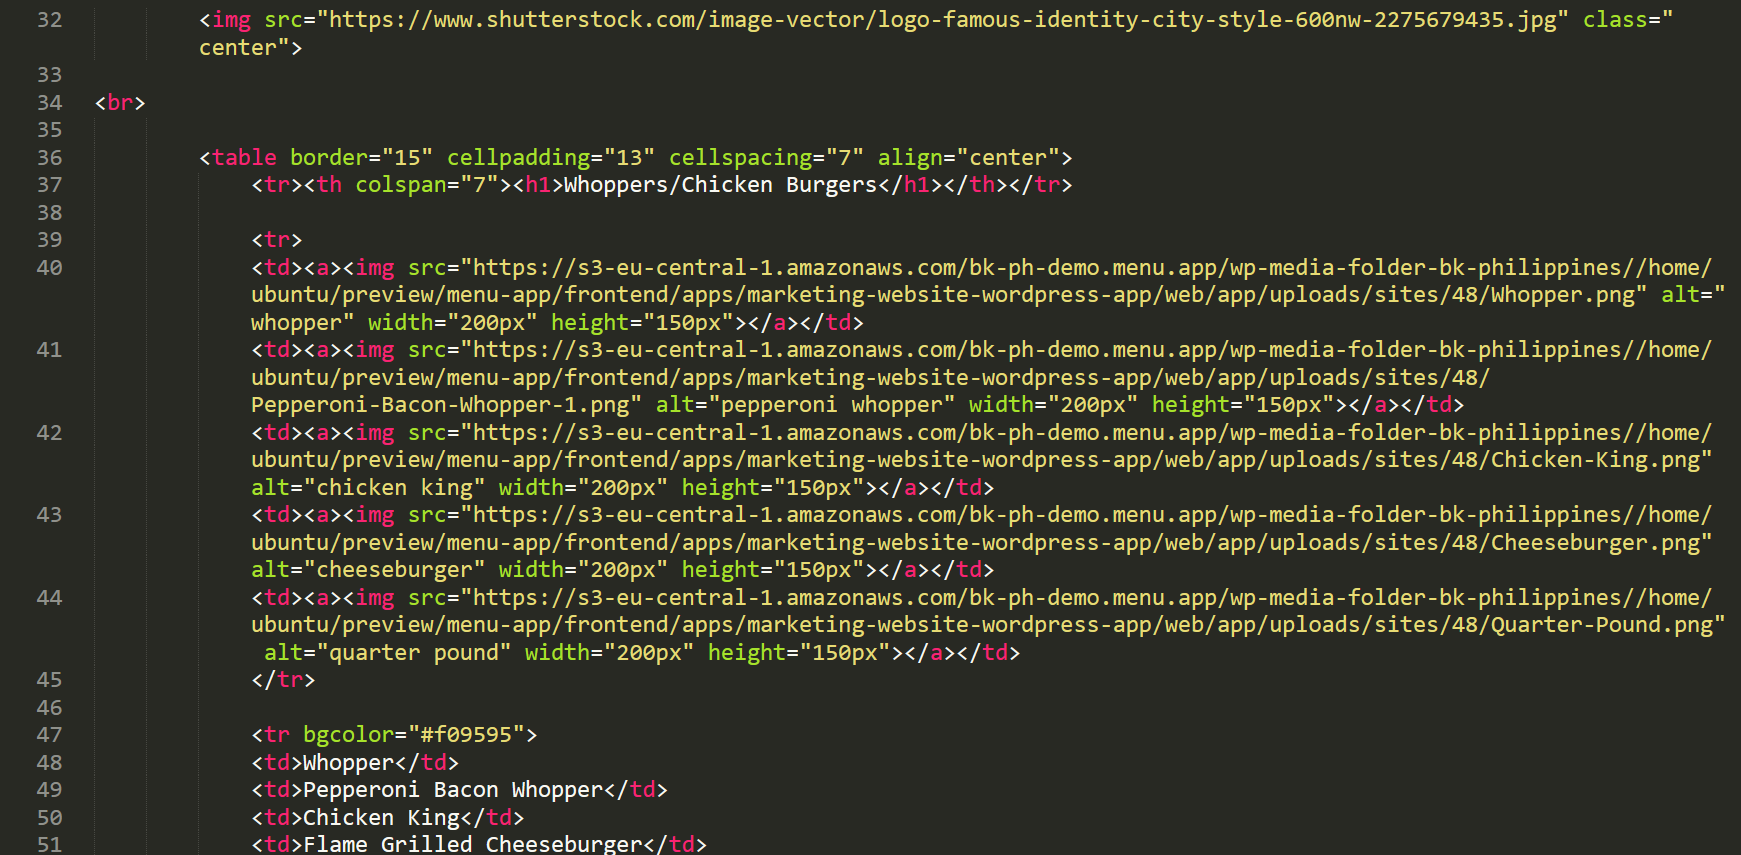 32 <img src="https://www.shutterstock.com/image-vector/logo-famous-identity-city-style-600nw-2275679435.jpg" class="
center">
33
34 <br>
35
36 <table border="15" cellpadding="13" cellspacing="7" align="center">
37 <tr><th colspan="7"><h1>Whoppers/Chicken Burgers</h1></th></tr>
38
39 <tr>
40 <td><a><img src="https://s3-eu-central-1.amazonaws.com/bk-ph-demo.menu.app/wp-media-folder-bk-philippines//home/
ubuntu/preview/menu-app/frontend/apps/marketing-website-wordpress-app/web/app/uploads/sites/48/Whopper.png" alt="
whopper" width="200px" height="150px"></a></td>
41 <td><a><img src="https://s3-eu-central-1.amazonaws.com/bk-ph-demo.menu.app/wp-media-folder-bk-philippines//home/
ubuntu/preview/menu-app/frontend/apps/marketing-website-wordpress-app/web/app/uploads/sites/48/
Pepperoni-Bacon-Whopper-1.png" alt="pepperoni whopper" width="200px" height="150px"></a></td>
42 <td><a><img src="https://s3-eu-central-1.amazonaws.com/bk-ph-demo.menu.app/wp-media-folder-bk-philippines//home/
ubuntu/preview/menu-app/frontend/apps/marketing-website-wordpress-app/web/app/uploads/sites/48/Chicken-King.png"
alt="chicken king" width="200px" height="150px"></a></td>
43 <td><a><img src="https://s3-eu-central-1.amazonaws.com/bk-ph-demo.menu.app/wp-media-folder-bk-philippines//home/
ubuntu/preview/menu-app/frontend/apps/marketing-website-wordpress-app/web/app/uploads/sites/48/Cheeseburger.png"
alt="cheeseburger" width="200px" height="150px"></a></td>
44 <td><a><img src="https://s3-eu-central-1.amazonaws.com/bk-ph-demo.menu.app/wp-media-folder-bk-philippines//home/
ubuntu/preview/menu-app/frontend/apps/marketing-website-wordpress-app/web/app/uploads/sites/48/Quarter-Pound.png"
alt="quarter pound" width="200px" height="150px"></a></td>
45 </tr>
46
47 <tr bgcolor="#f09595">
48 <td>Whopper</td>
49 <td>Pepperoni Bacon Whopper</td>
50 <td>Chicken King</td>
51 <td>Flame Grilled Cheeseburger</td>